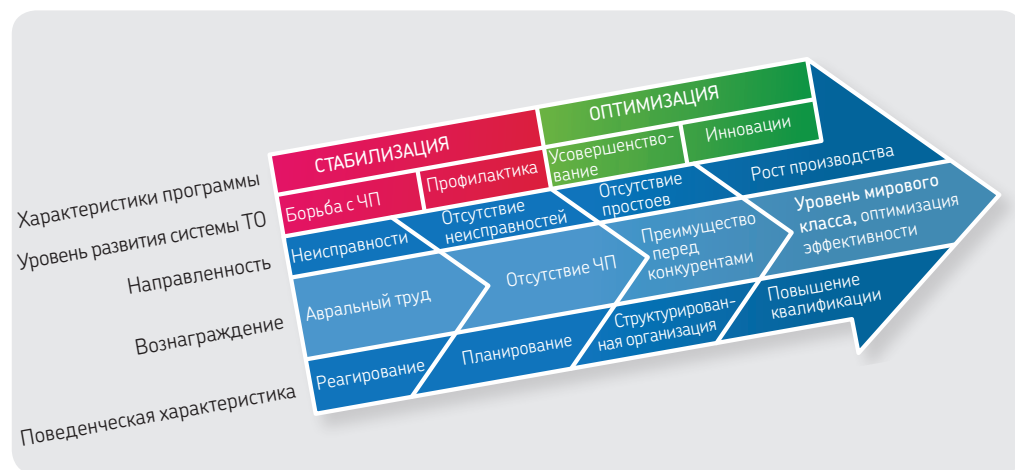 Характеристики программы
СТАБИЛИЗАЦИЯ
ОПТИМИЗАЦИЯ
Уровень развития системы ТО
Борьба с ЧП
Профилактика
Усовершенство-
вание
Инновации
Направленность
Неисправности
Отсутствие
неисправностей
Отсутствие
простоев
Рост производства
Вознаграждение
Авральный труд
Отсутствие ЧП
Преимущество
перед
конкурентами
Уровень мирового
класса, оптимизация
эффективности
Поведенческая характеристика
Реагирование
Планирование
Структурирован-
ная организация
Повышение
квалификации